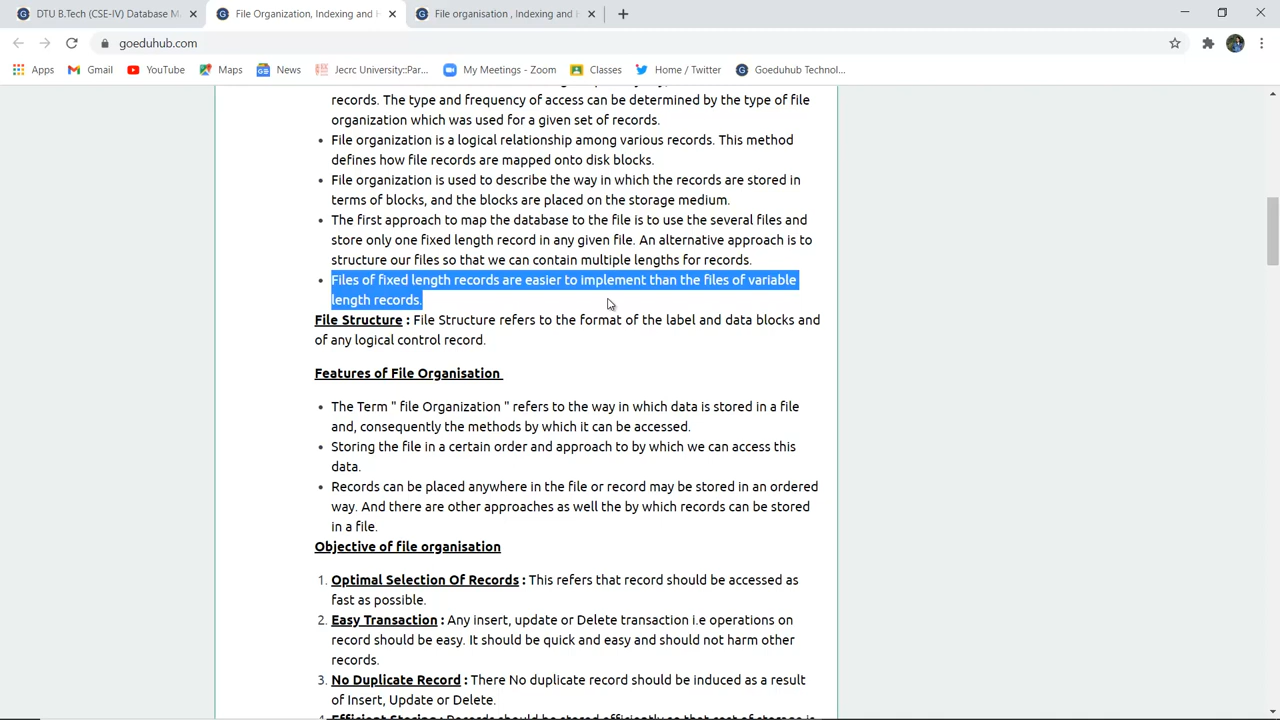 DTU B.Tech (CSE-IV) Database M
File Organization, Indexing and H
File organisation , Indexing and H
goeduhub.com
Apps
Gmail
YouTube
Maps
News
Jecrc University::Par...
My Meetings - Zoom
Classes
Home / Twitter
Goeduhub Technol...
records. The type and frequency of access can be determined by the type of file
organization which was used for a given set of records.
File organization is a logical relationship among various records. This method
defines how file records are mapped onto disk blocks.
File organization is used to describe the way in which the records are stored in
terms of blocks, and the blocks are placed on the storage medium.
The first approach to map the database to the file is to use the several files and
store only one fixed length record in any given file. An alternative approach is to
structure our files so that we can contain multiple lengths for records.
Files of fixed length records are easier to implement than the files of variable
length records.
File Structure : File Structure refers to the format of the label and data blocks and
of any logical control record.
Features of File Organisation
The Term " file Organization " refers to the way in which data is stored in a file
and, consequently the methods by which it can be accessed.
Storing the file in a certain order and approach to by which we can access this
data.
Records can be placed anywhere in the file or record may be stored in an ordered
way. And there are other approaches as well the by which records can be stored
in a file.
Objective of file organisation
1. Optimal Selection Of Records : This refers that record should be accessed as
fast as possible.
2. Easy Transaction : Any insert, update or Delete transaction i.e operations on
record should be easy. It should be quick and easy and should not harm other
records.
3. No Duplicate Record : There No duplicate record should be induced as a result
of Insert, Update or Delete.
Efficient Storing : Records should be stored efficiently so that cost of storage is